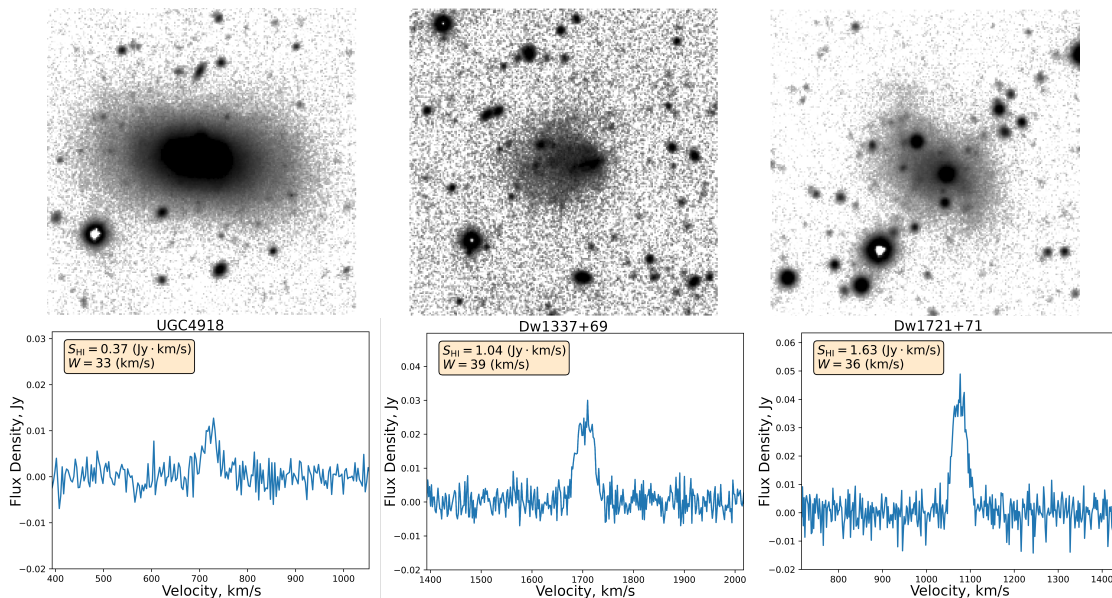 UGC4918
Dw1337+69
Dw1721+71
S_HI = 0.37 (Jy · km/s)
W = 33 (km/s)
0.03
0.02
0.01
0.00
−0.01
−0.02
Flux Density, Jy
400 500 600 700 800 900 1000
Velocity, km/s
S_HI = 1.04 (Jy · km/s)
W = 39 (km/s)
0.04
0.03
0.02
0.01
0.00
−0.01
−0.02
Flux Density, Jy
1400 1500 1600 1700 1800 1900 2000
Velocity, km/s
S_HI = 1.63 (Jy · km/s)
W = 36 (km/s)
0.06
0.05
0.04
0.03
0.02
0.01
0.00
−0.01
−0.02
Flux Density, Jy
800 900 1000 1100 1200 1300 1400
Velocity, km/s